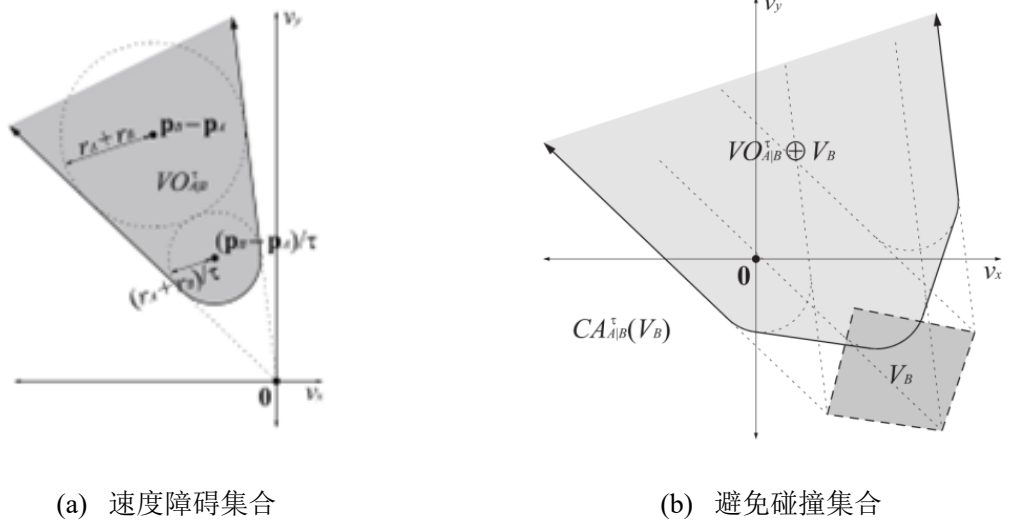 v_y
r_A+r_B
p_B−p_A
VO^τ_{A|B}
(p_B−p_A)/τ
(r_A+r_B)/τ
0
v_x
(a) 速度障碍集合
v_y
VO^τ_{A|B}⊕V_B
0
v_x
CA^τ_{A|B}(V_B)
V_B
(b) 避免碰撞集合